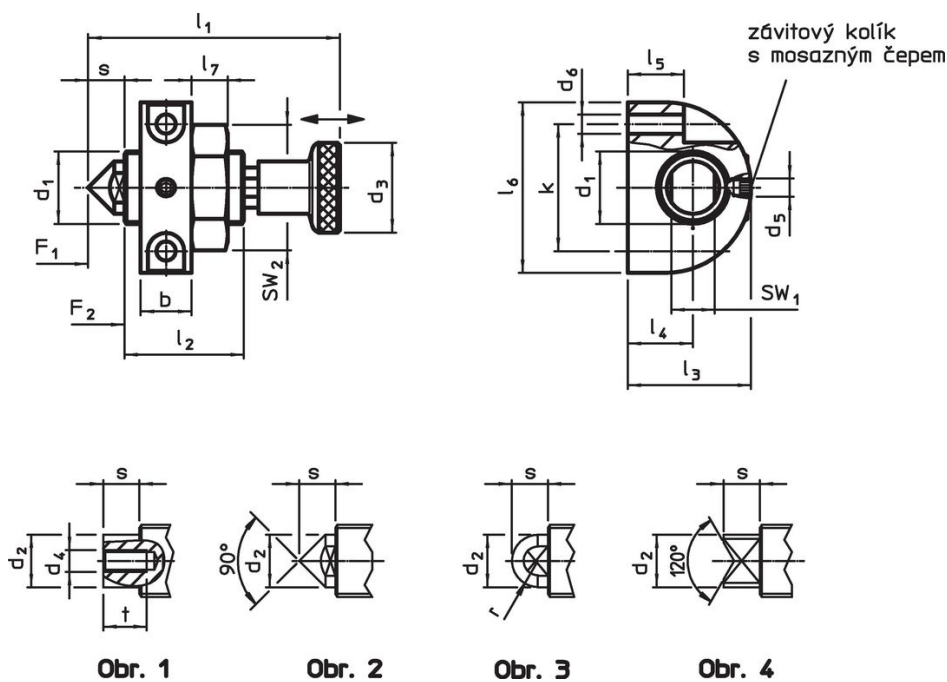 l1
s
l7
d1
d3
F1
SW2
F2
b
l2
závitový kolík
s mosazným čepem
l5
d6
l6
k
d1
d5
SW1
l4
l3
s
d2
d4
t
s
90°
d2
s
d2
r
s
d2
120°
Obr. 1
Obr. 2
Obr. 3
Obr. 4